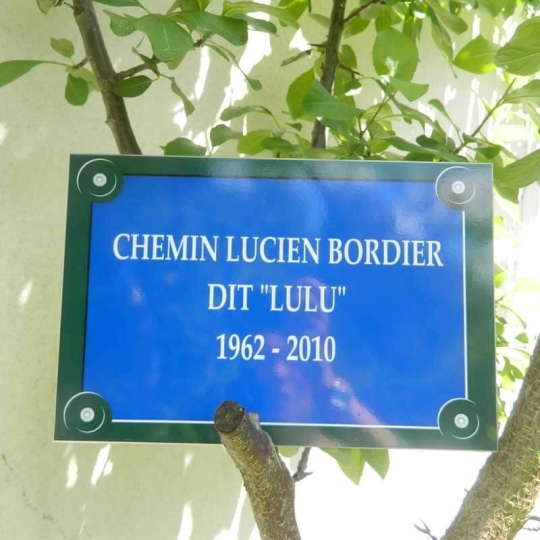 CHEMIN LUCIEN BORDIER
DIT "LULU"
1962 - 2010